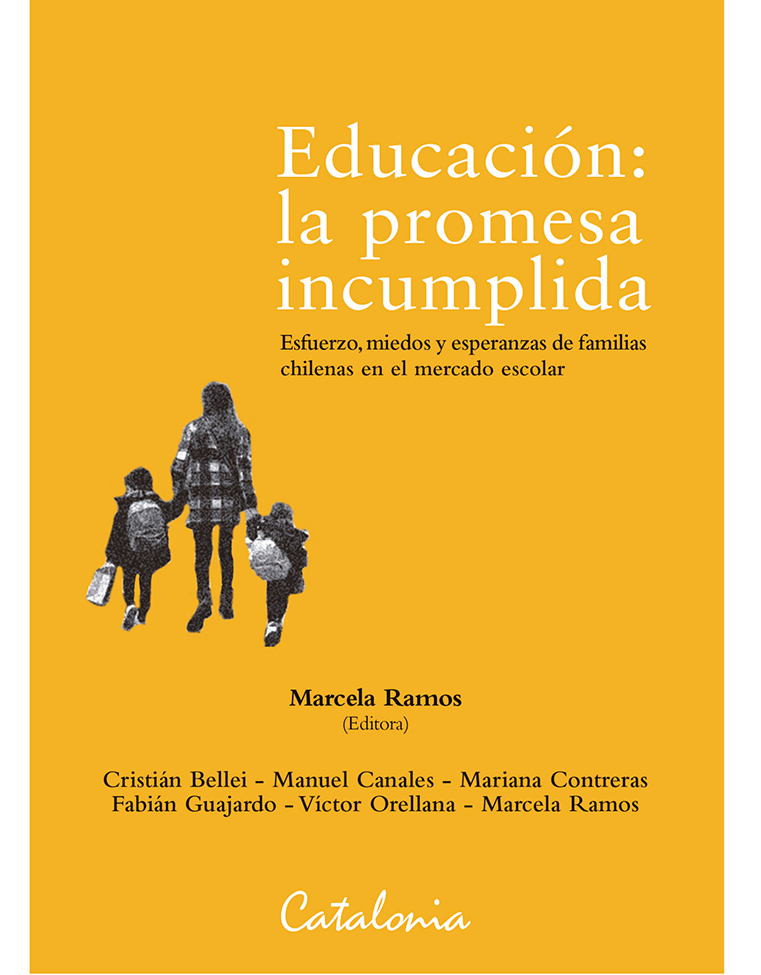 Educación:
la promesa
incumplida
Esfuerzo, miedos y esperanzas de familias
chilenas en el mercado escolar
Marcela Ramos
(Editora)
Cristián Bellei - Manuel Canales - Mariana Contreras
Fabián Guajardo - Víctor Orellana - Marcela Ramos
Catalonia